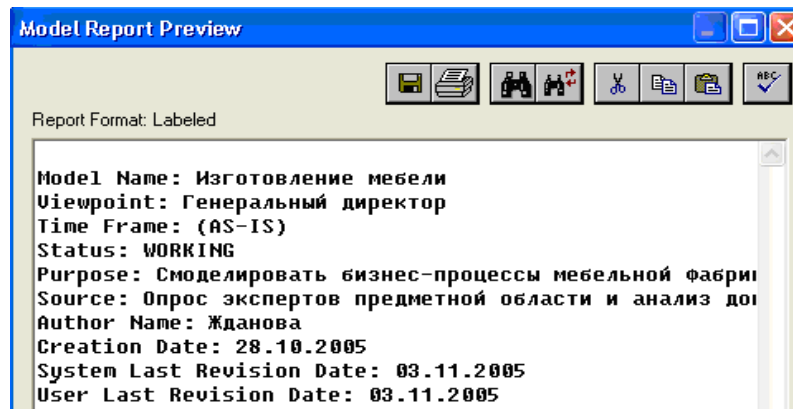 Model Report Preview
ABC
Report Format: Labeled
Model Name: Изготовление мебели
Viewpoint: Генеральный директор
Time Frame: (AS-IS)
Status: WORKING
Purpose: Смоделировать бизнес-процессы мебельной
Source: Опрос экспертов предметной области и анализ
Author Name: Жданова
Creation Date: 28.10.2005
System Last Revision Date: 03.11.2005
User Last Revision Date: 03.11.2005